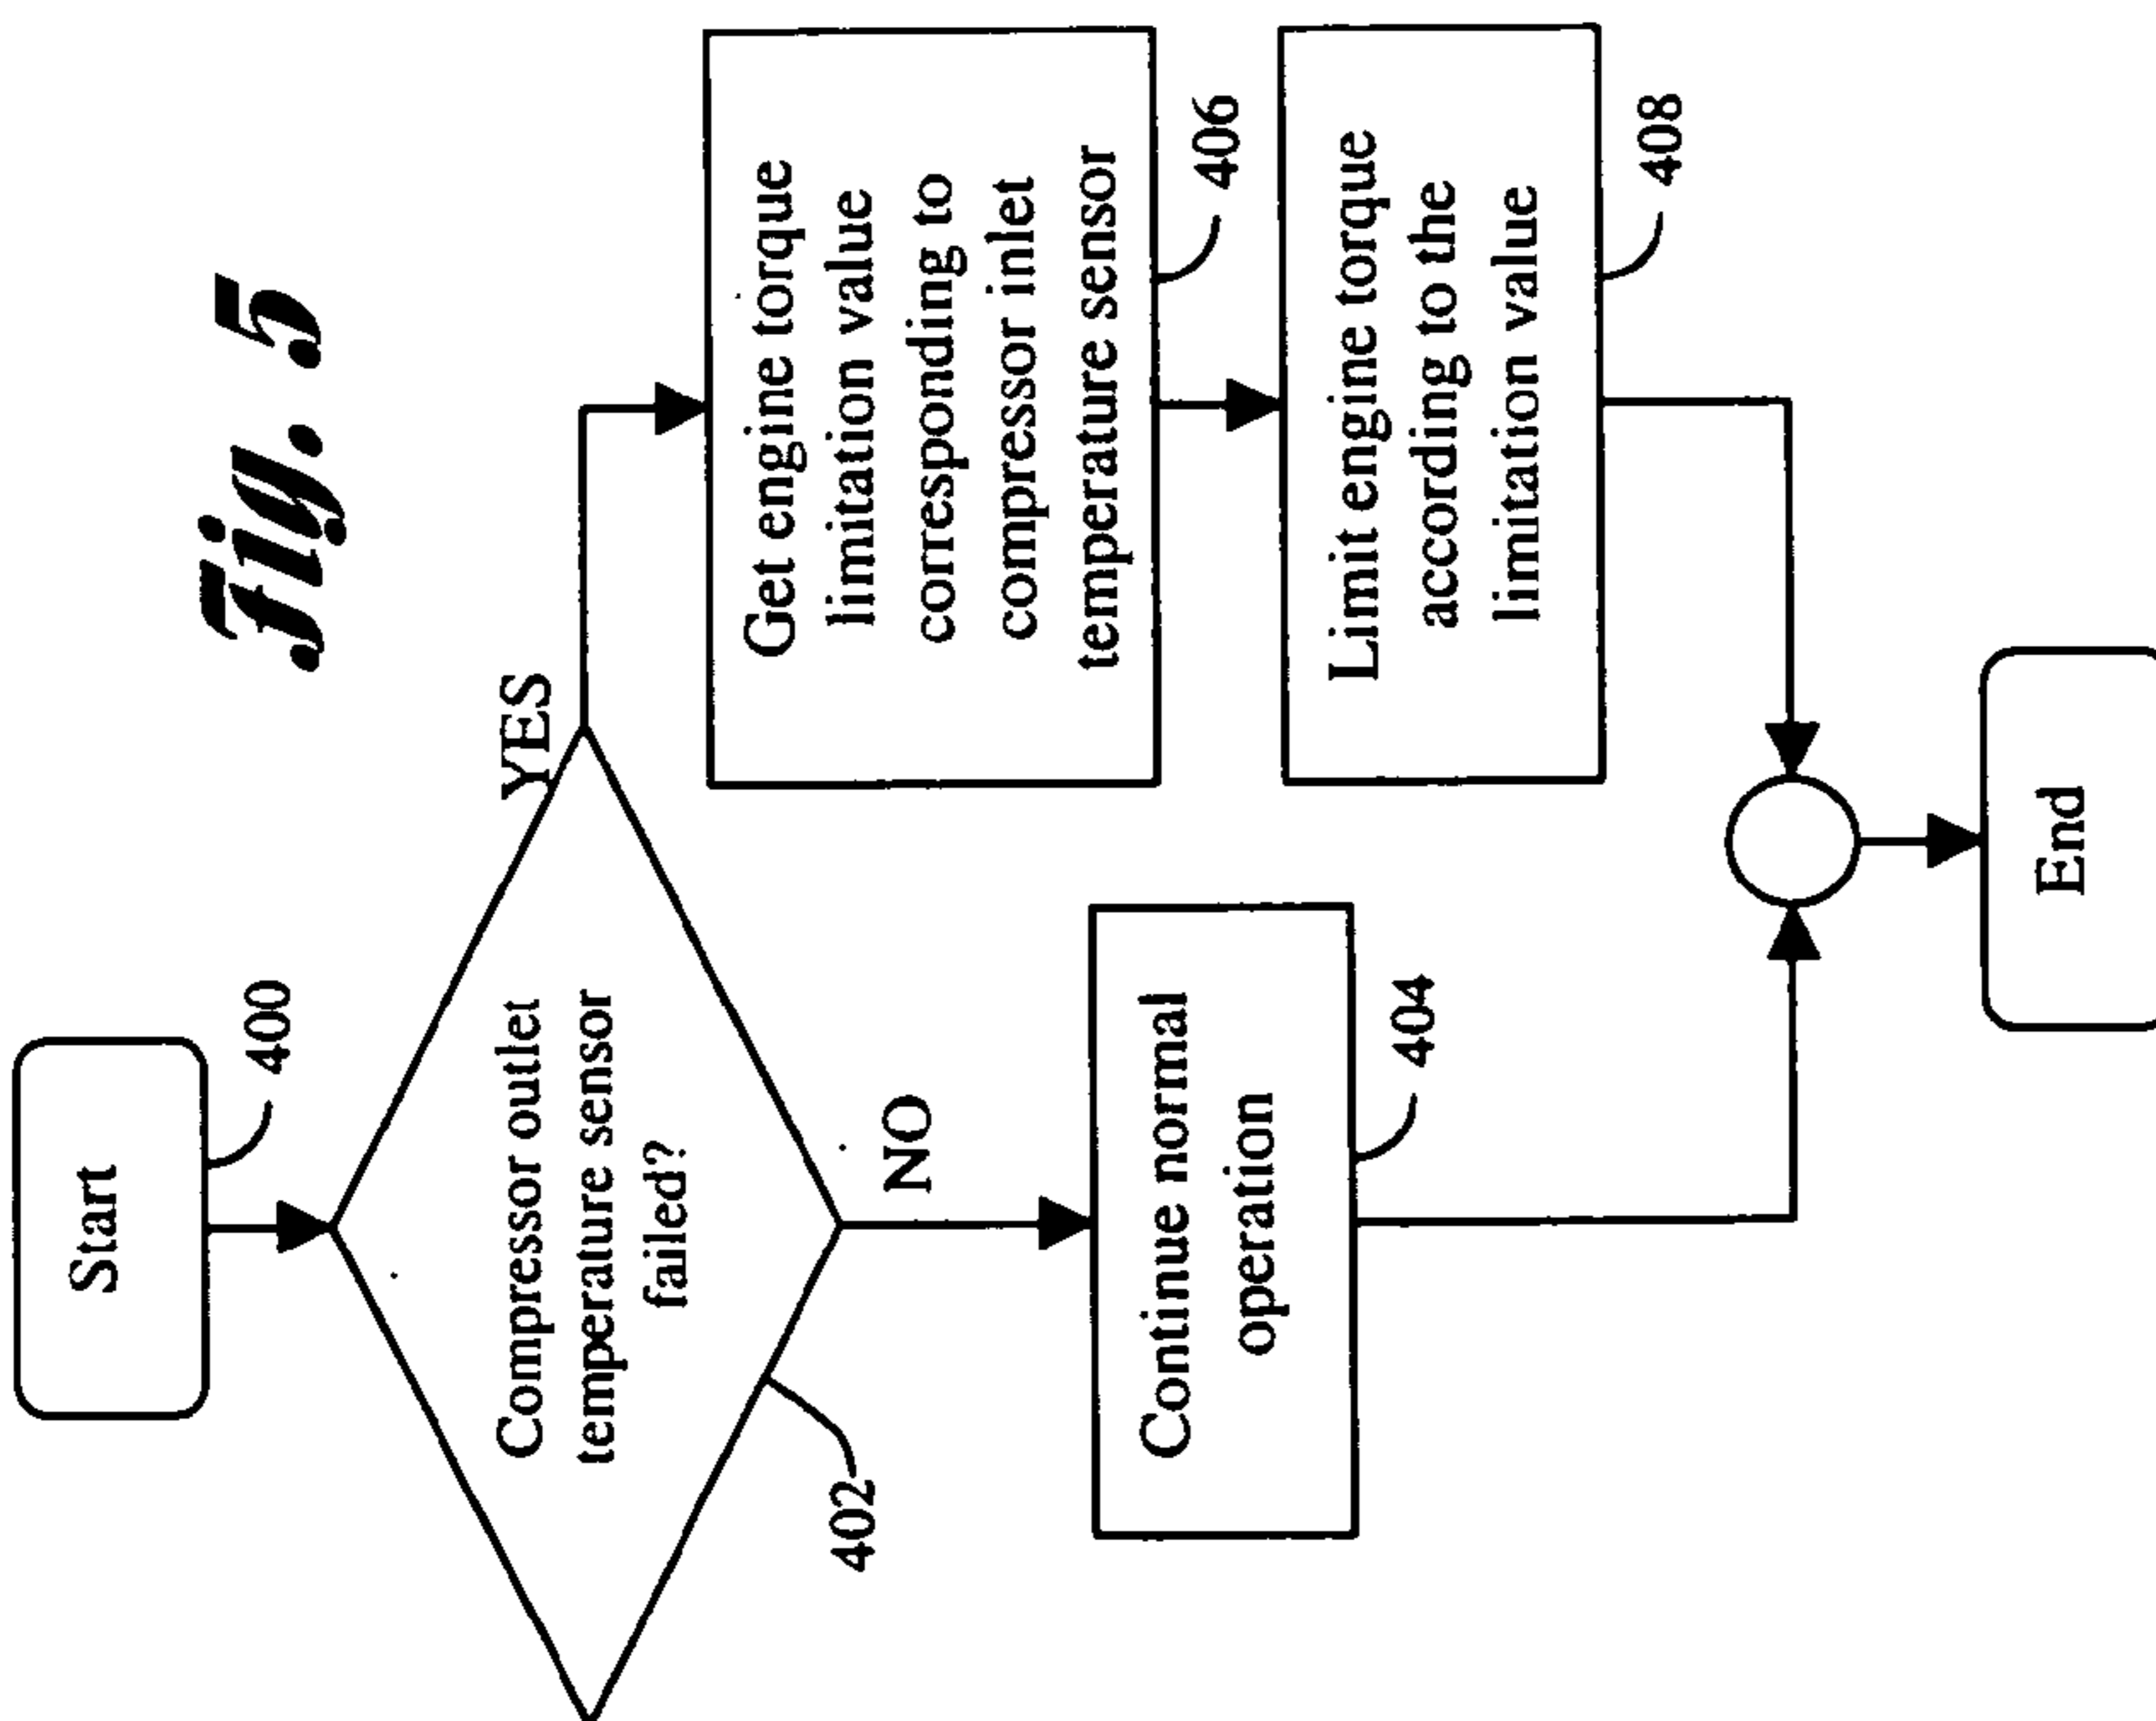 Fig. 5
Start
400
Compressor outlet
temperature sensor
failed?
402
YES
NO
Get engine torque
limitation value
corresponding to
compressor inlet
temperature sensor
406
Continue normal
operation
404
Limit engine torque
according to the
limitation value
408
End